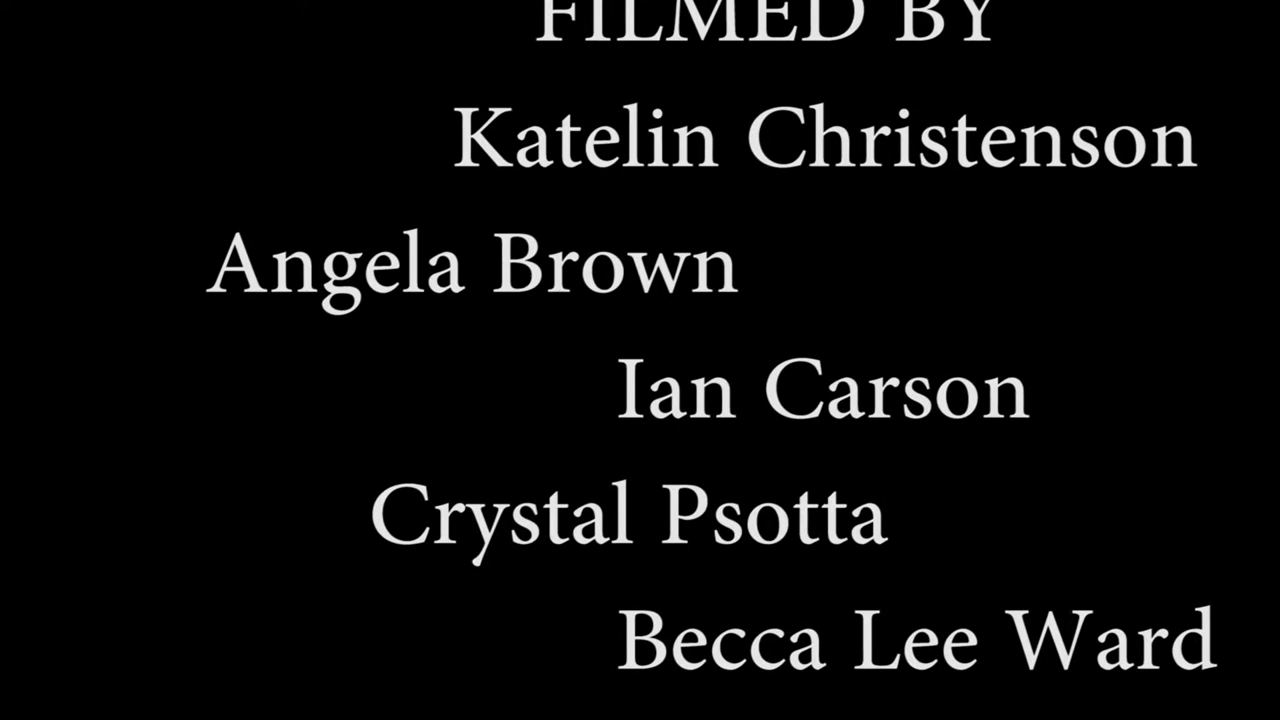 FILMED BY
Katelin Christenson
Angela Brown
Ian Carson
Crystal Psotta
Becca Lee Ward